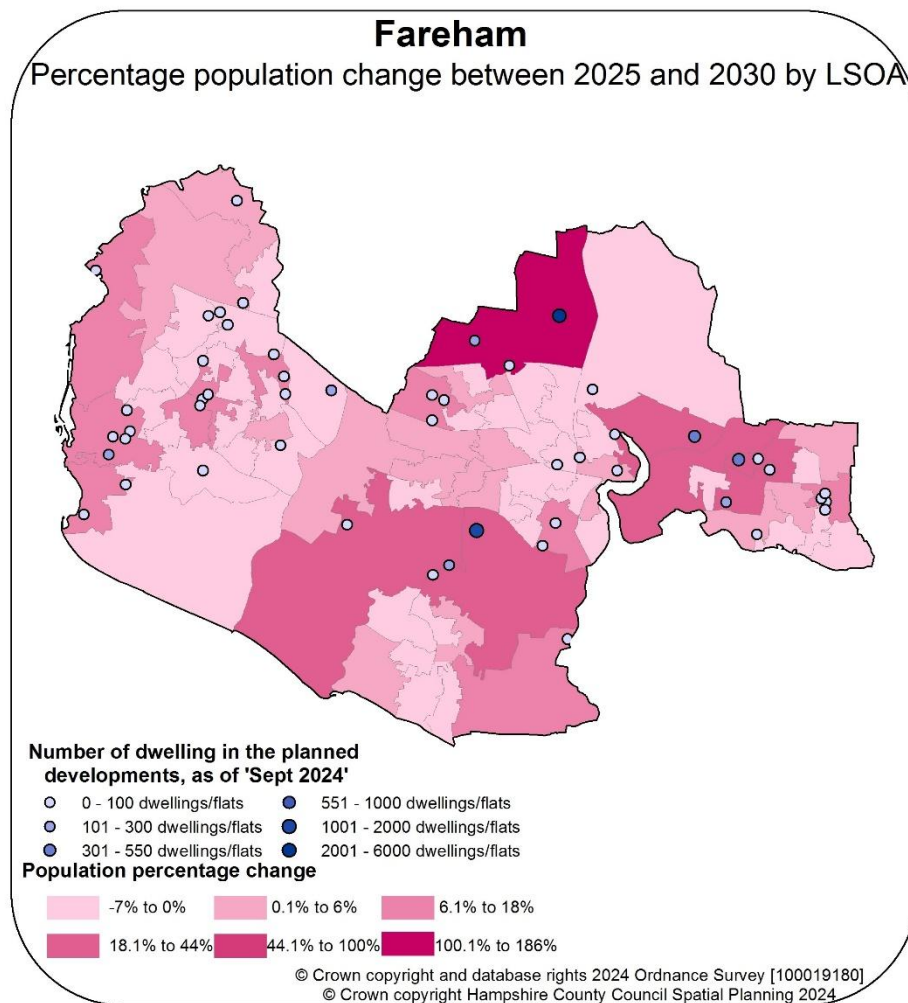 Fareham
Percentage population change between 2025 and 2030 by LSOA
Number of dwelling in the planned
developments, as of 'Sept 2024'
0 - 100 dwellings/flats
551 - 1000 dwellings/flats
101 - 300 dwellings/flats
1001 - 2000 dwellings/flats
301 - 550 dwellings/flats
2001 - 6000 dwellings/flats
Population percentage change
-7% to 0%
0.1% to 6%
6.1% to 18%
18.1% to 44%
44.1% to 100%
100.1% to 186%
© Crown copyright and database rights 2024 Ordnance Survey [100019180]
© Crown copyright Hampshire County Council Spatial Planning 2024